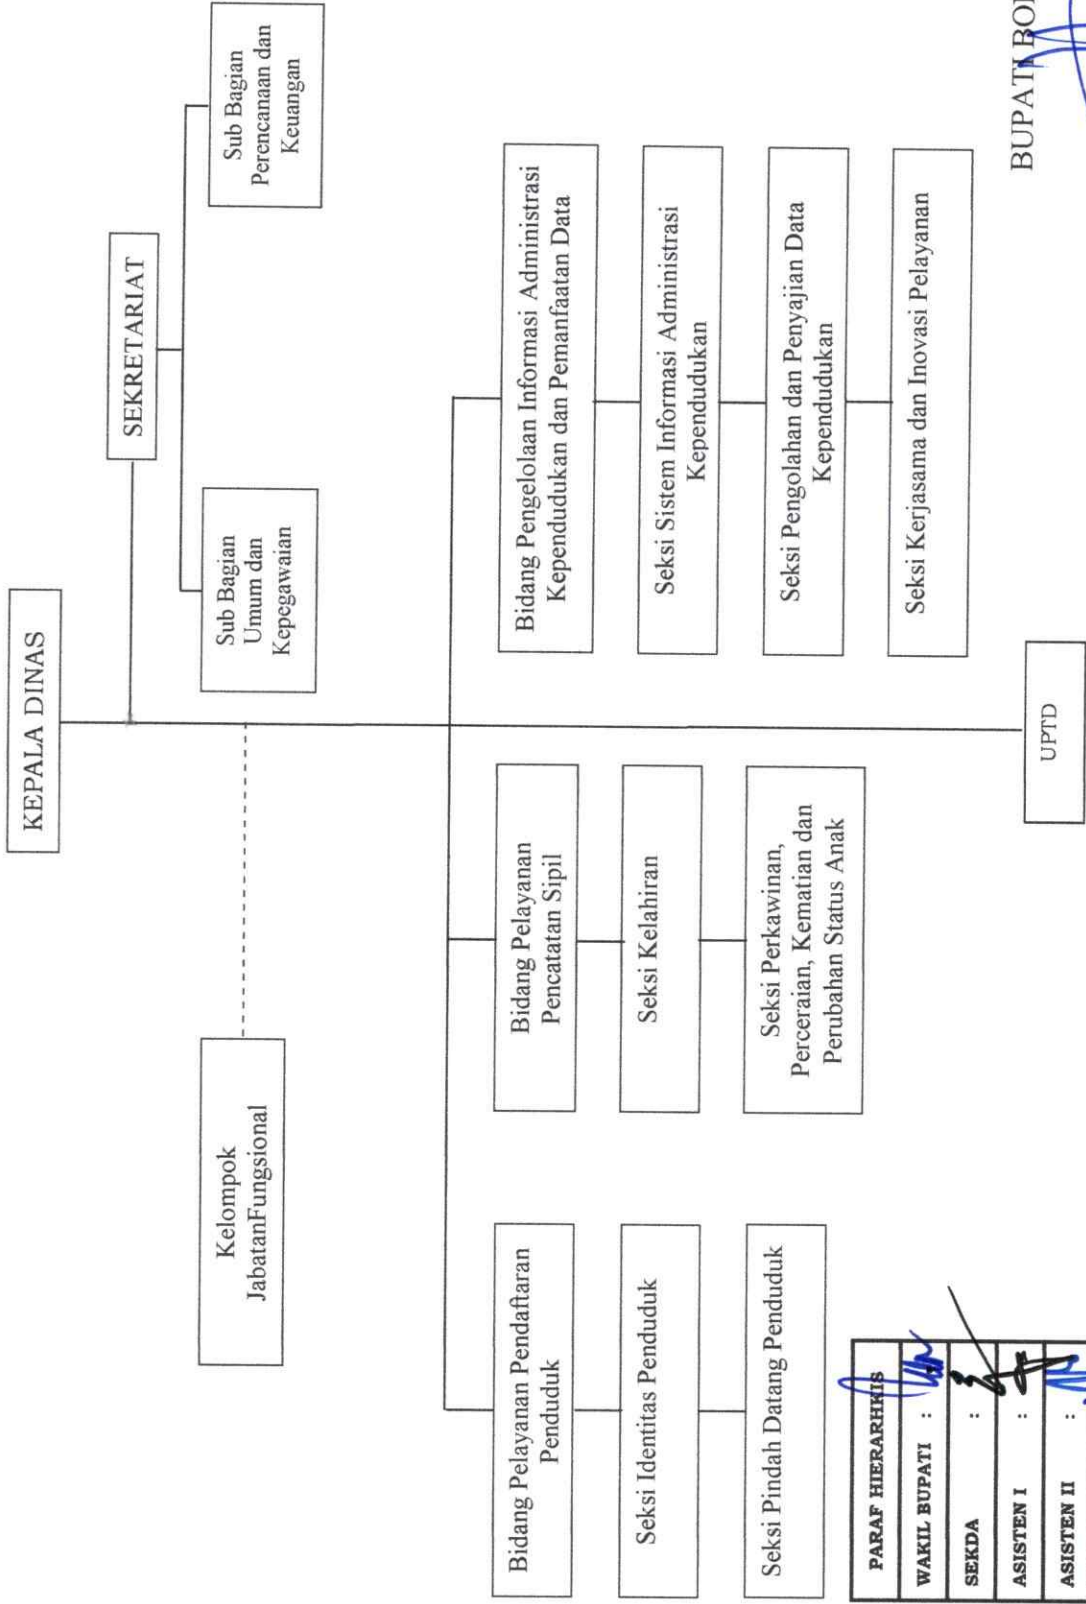 KEPALA DINAS
SEKRETARIAT
Sub Bagian
Umum dan
Kepegawaian
Sub Bagian
Perencanaan dan
Keuangan
Kelompok
JabatanFungsional
Bidang Pelayanan Pendaftaran
Penduduk
Seksi Identitas Penduduk
Seksi Pindah Datang Penduduk
Bidang Pelayanan
Pencatatan Sipil
Seksi Kelahiran
Seksi Perkawinan,
Perceraian, Kematian dan
Perubahan Status Anak
Bidang Pengelolaan Informasi Administrasi
Kependudukan dan Pemanfaatan Data
Seksi Sistem Informasi Administrasi
Kependudukan
Seksi Pengolahan dan Penyajian Data
Kependudukan
Seksi Kerjasama dan Inovasi Pelayanan
UPTD
PARAF HIERARHKIS
WAKIL BUPATI :
SEKDA :
ASISTEN I :
ASISTEN II :
BUPATI